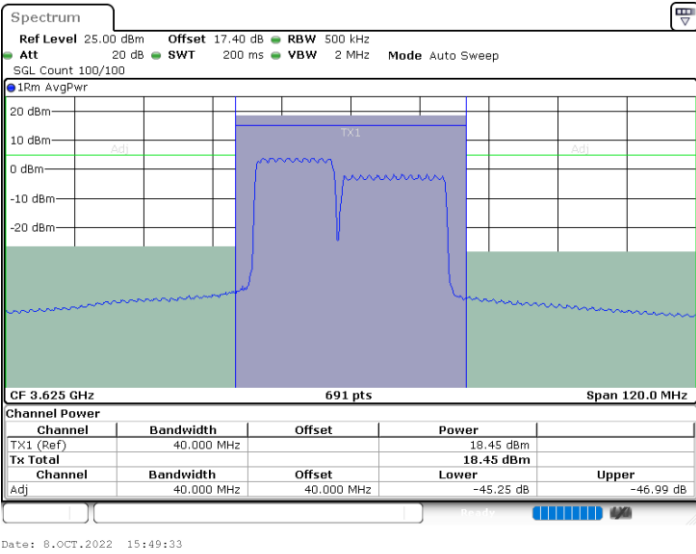 Spectrum
Ref Level 25.00 dBm Offset 17.40 dB RBW 500 kHz
Att 20 dB SWT 200 ms VBW 2 MHz Mode Auto Sweep
SGL Count 100/100
1Rm AvgPwr
20 dBm
TX1
10 dBm
Adj Adj
0 dBm
-10 dBm
-20 dBm
CF 3.625 GHz 691 pts Span 120.0 MHz
Channel Power
Channel Bandwidth Offset Power
TX1 (Ref) 40.000 MHz 18.45 dBm
Tx Total 18.45 dBm
Channel Bandwidth Offset Lower Upper
Adj 40.000 MHz 40.000 MHz -45.25 dB -46.99 dB
Ready
Date: 8.OCT.2022 15:49:33